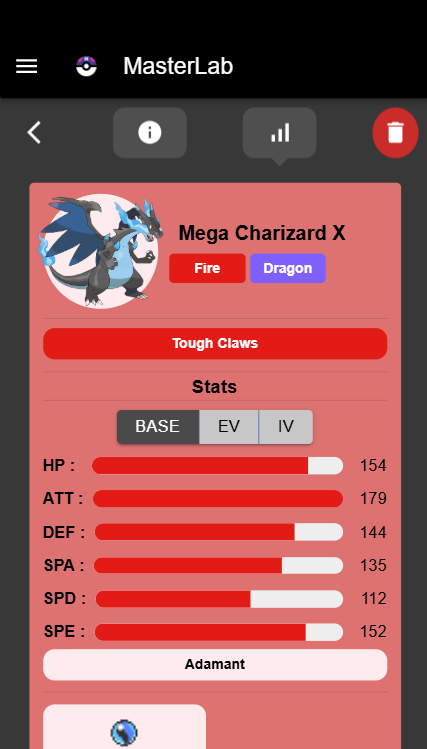 MasterLab
Mega Charizard X
Fire Dragon
Tough Claws
Stats
BASE EV IV
HP : 154
ATT : 179
DEF : 144
SPA : 135
SPD : 112
SPE : 152
Adamant